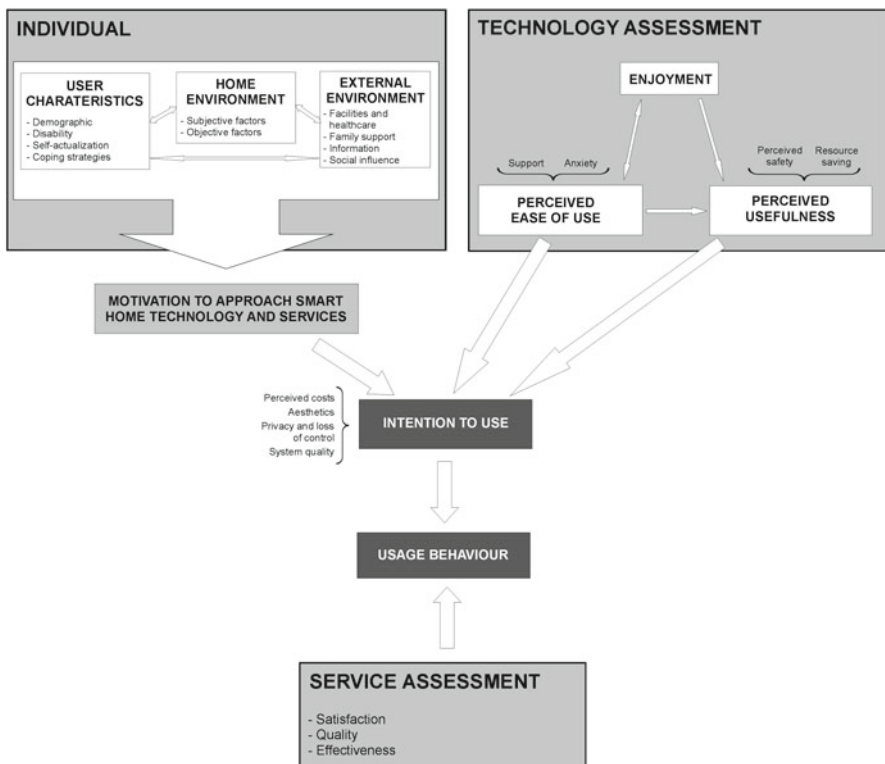 INDIVIDUAL
USER
CHARATERISTICS
- Demographic
- Disability
- Self-actualization
- Coping strategies
HOME
ENVIRONMENT
- Subjective factors
- Objective factors
EXTERNAL
ENVIRONMENT
- Facilities and
healthcare
- Family support
- Information
- Social influence
TECHNOLOGY ASSESSMENT
ENJOYMENT
Support Anxiety
Perceived
safety
Resource
saving
PERCEIVED
EASE OF USE
PERCEIVED
USEFULNESS
MOTIVATION TO APPROACH SMART
HOME TECHNOLOGY AND SERVICES
Perceived costs
Aesthetics
Privacy and loss
of control
System quality
INTENTION TO USE
USAGE BEHAVIOUR
SERVICE ASSESSMENT
- Satisfaction
- Quality
- Effectiveness